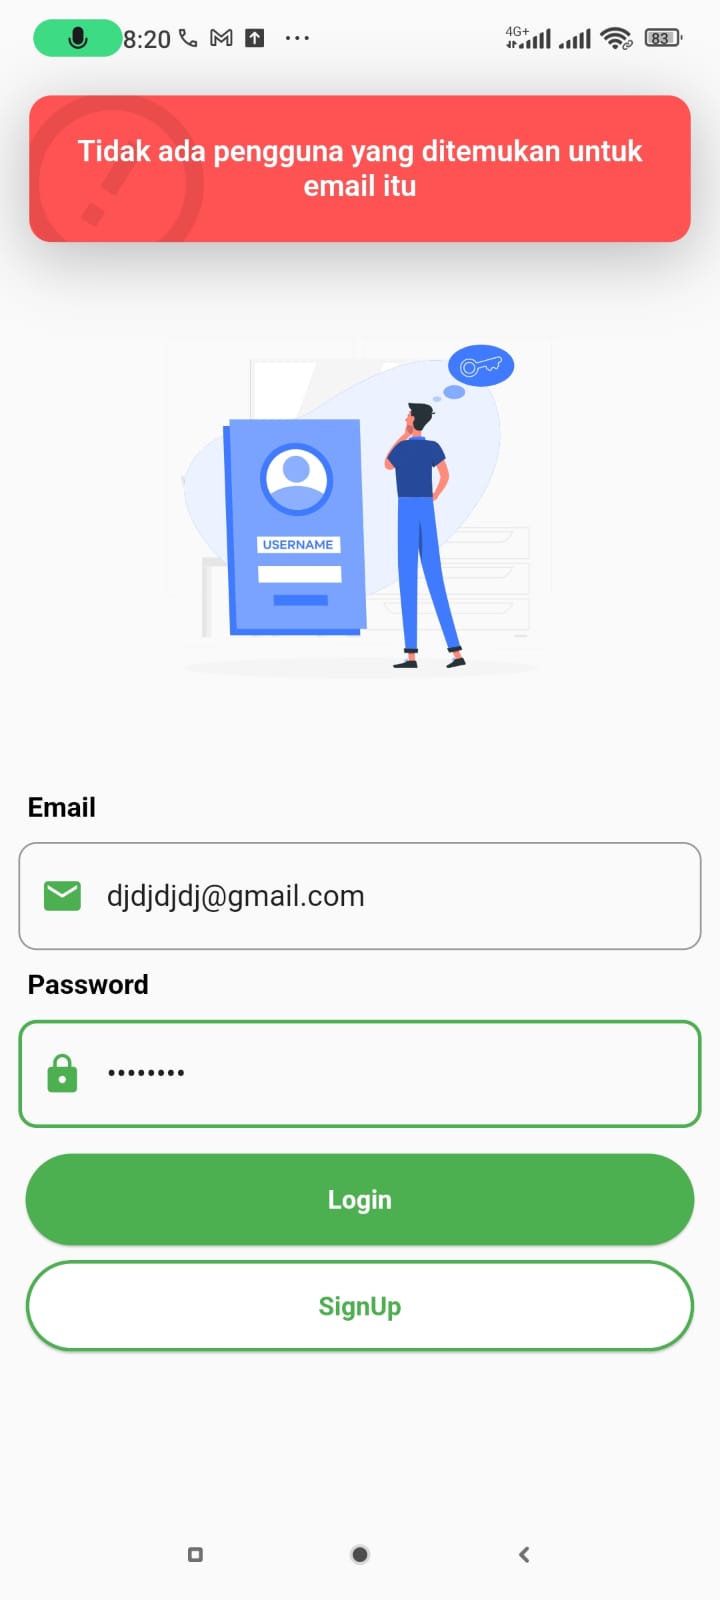 8:20
4G+
83
Tidak ada pengguna yang ditemukan untuk
email itu
USERNAME
Email
djdjdjdj@gmail.com
Password
••••••••
Login
SignUp